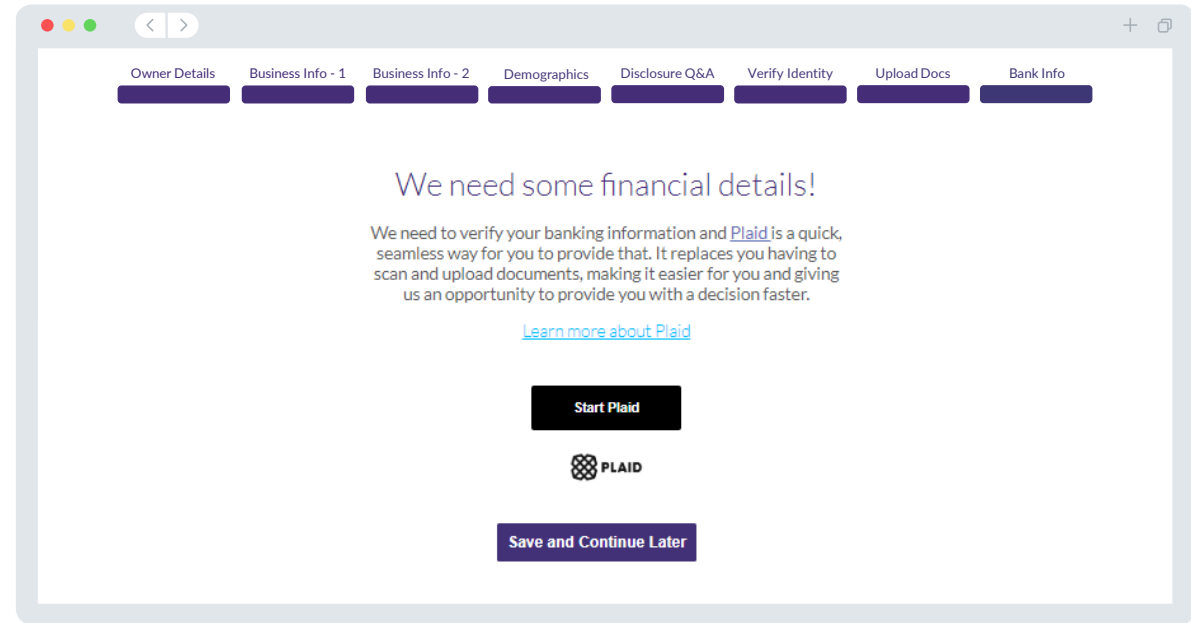 Owner Details Business Info - 1 Business Info - 2 Demographics Disclosure Q&A Verify Identity Upload Docs Bank Info
We need some financial details!
We need to verify your banking information and Plaid is a quick,
seamless way for you to provide that. It replaces you having to
scan and upload documents, making it easier for you and giving
us an opportunity to provide you with a decision faster.
Learn more about Plaid
Start Plaid
PLAID
Save and Continue Later